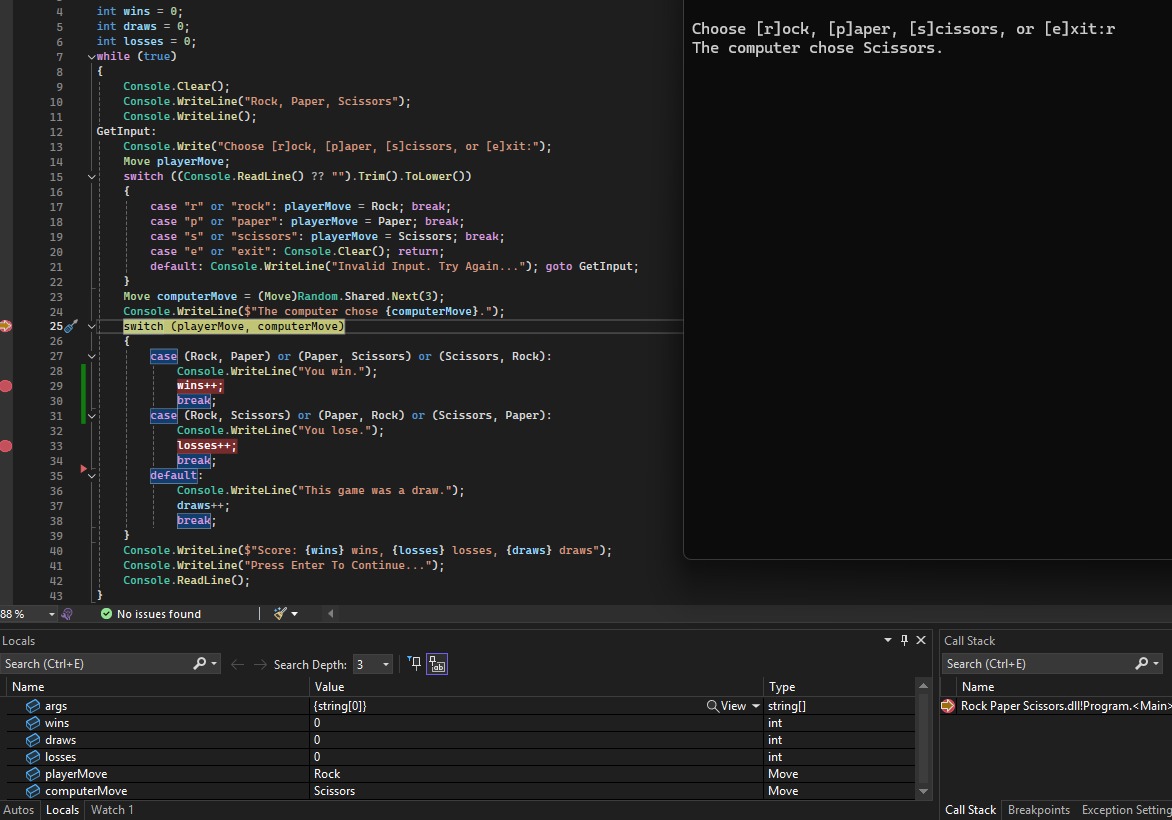 4 int wins = 0;
5 int draws = 0;
6 int losses = 0;
7 while (true)
8 {
9 Console.Clear();
10 Console.WriteLine("Rock, Paper, Scissors");
11 Console.WriteLine();
12 GetInput:
13 Console.Write("Choose [r]ock, [p]aper, [s]cissors, or [e]xit:");
14 Move playerMove;
15 switch ((Console.ReadLine() ?? "").Trim().ToLower())
16 {
17 case "r" or "rock": playerMove = Rock; break;
18 case "p" or "paper": playerMove = Paper; break;
19 case "s" or "scissors": playerMove = Scissors; break;
20 case "e" or "exit": Console.Clear(); return;
21 default: Console.WriteLine("Invalid Input. Try Again..."); goto GetInput;
22 }
23 Move computerMove = (Move)Random.Shared.Next(3);
24 Console.WriteLine($"The computer chose {computerMove}.");
25 switch (playerMove, computerMove)
26 {
27 case (Rock, Paper) or (Paper, Scissors) or (Scissors, Rock):
28 Console.WriteLine("You win.");
29 wins++;
30 break;
31 case (Rock, Scissors) or (Paper, Rock) or (Scissors, Paper):
32 Console.WriteLine("You lose.");
33 losses++;
34 break;
35 default:
36 Console.WriteLine("This game was a draw.");
37 draws++;
38 break;
39 }
40 Console.WriteLine($"Score: {wins} wins, {losses} losses, {draws} draws");
41 Console.WriteLine("Press Enter To Continue...");
42 Console.ReadLine();
43 }
Choose [r]ock, [p]aper, [s]cissors, or [e]xit:r
The computer chose Scissors.
88 % No issues found
Locals
Search (Ctrl+E) Search Depth: 3
Name Value Type
args {string[0]} View string[]
wins 0 int
draws 0 int
losses 0 int
playerMove Rock Move
computerMove Scissors Move
Autos Locals Watch 1
Call Stack
Search (Ctrl+E)
Name
Rock Paper Scissors.dll!Program.<Main>
Call Stack Breakpoints Exception Setting